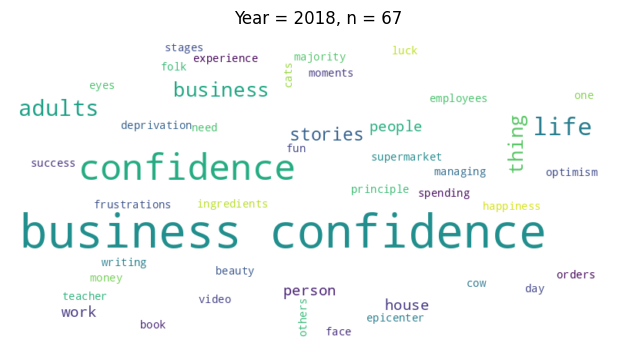 Year = 2018, n = 67
stages
luck
experience
majority
folk
moments
cats
eyes
business
employees
one
adults
deprivation
need
stories
people
thing
life
fun
supermarket
success
confidence
managing
optimism
principle
spending
frustrations
ingredients
happiness
business confidence
writing
beauty
money
cow
orders
teacher
video
person
day
work
others
house
book
face
epicenter